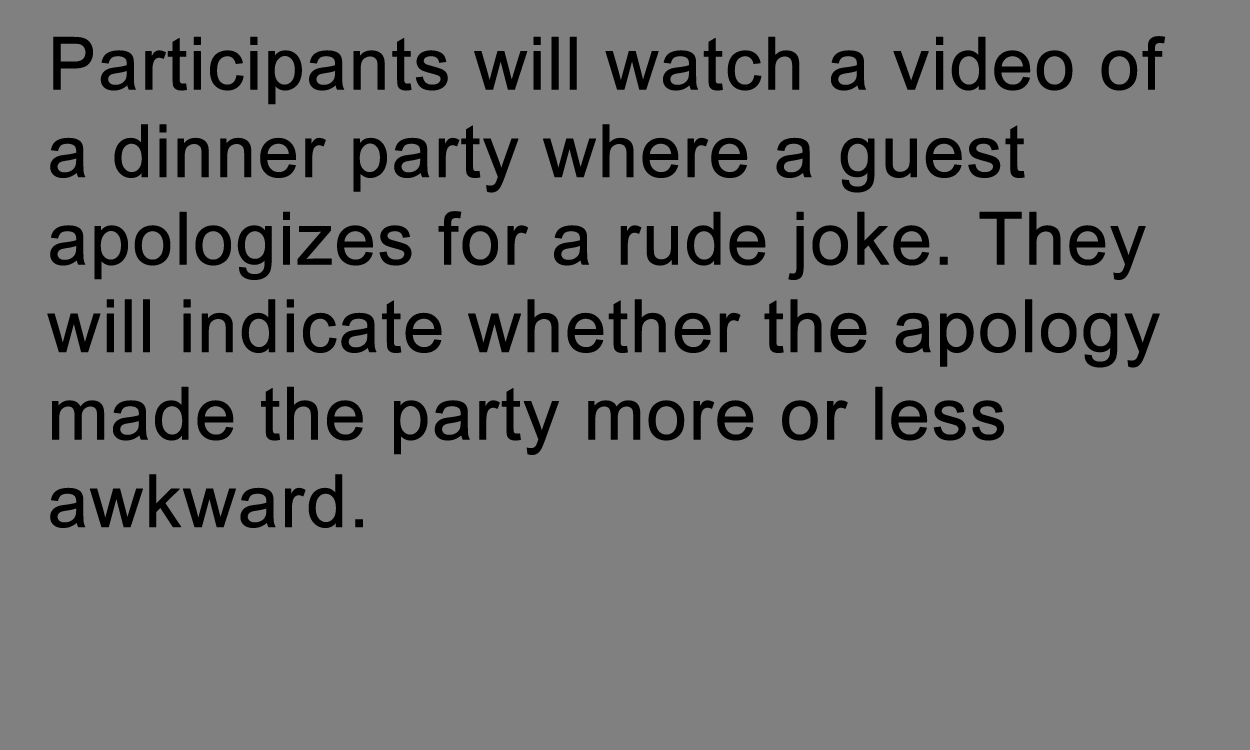 Participants will watch a video of
a dinner party where a guest
apologizes for a rude joke. They
will indicate whether the apology
made the party more or less
awkward.